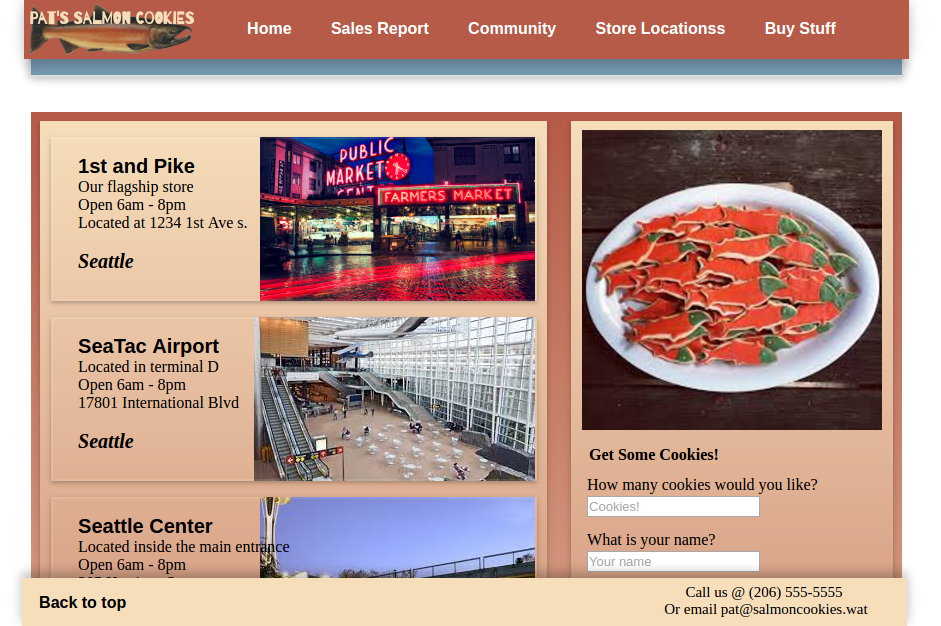 PAT'S SALMON COOKIES
Home
Sales Report
Community
Store Locationss
Buy Stuff
1st and Pike
Our flagship store
Open 6am - 8pm
Located at 1234 1st Ave s.
Seattle
PUBLIC
MARKET
FARMERS MARKET
SeaTac Airport
Located in terminal D
Open 6am - 8pm
17801 International Blvd
Seattle
Seattle Center
Located inside the main entrance
Open 6am - 8pm
Get Some Cookies!
How many cookies would you like?
Cookies!
What is your name?
Your name
Back to top
Call us @ (206) 555-5555
Or email pat@salmoncookies.wat